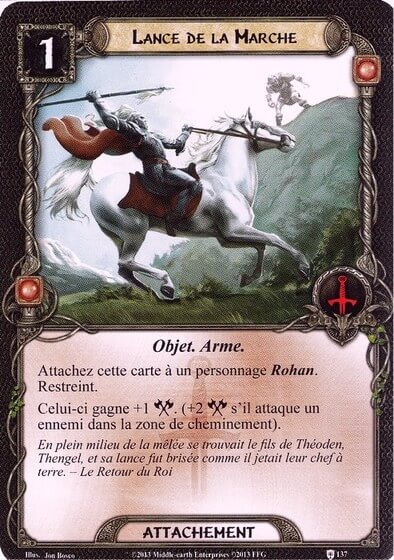 1
LANCE DE LA MARCHE
Objet. Arme.
Attachez cette carte à un personnage Rohan.
Restreint.
Celui-ci gagne +1 . (+2 s'il attaque un
ennemi dans la zone de cheminement).
En plein milieu de la mêlée se trouvait le fils de Théoden,
Thengel, et sa lance fut brisée comme il jetait leur chef à
terre. – Le Retour du Roi
ATTACHEMENT
Illus. Jon Bosco ©2013 Middle-earth Enterprises ©2013 FFG 137